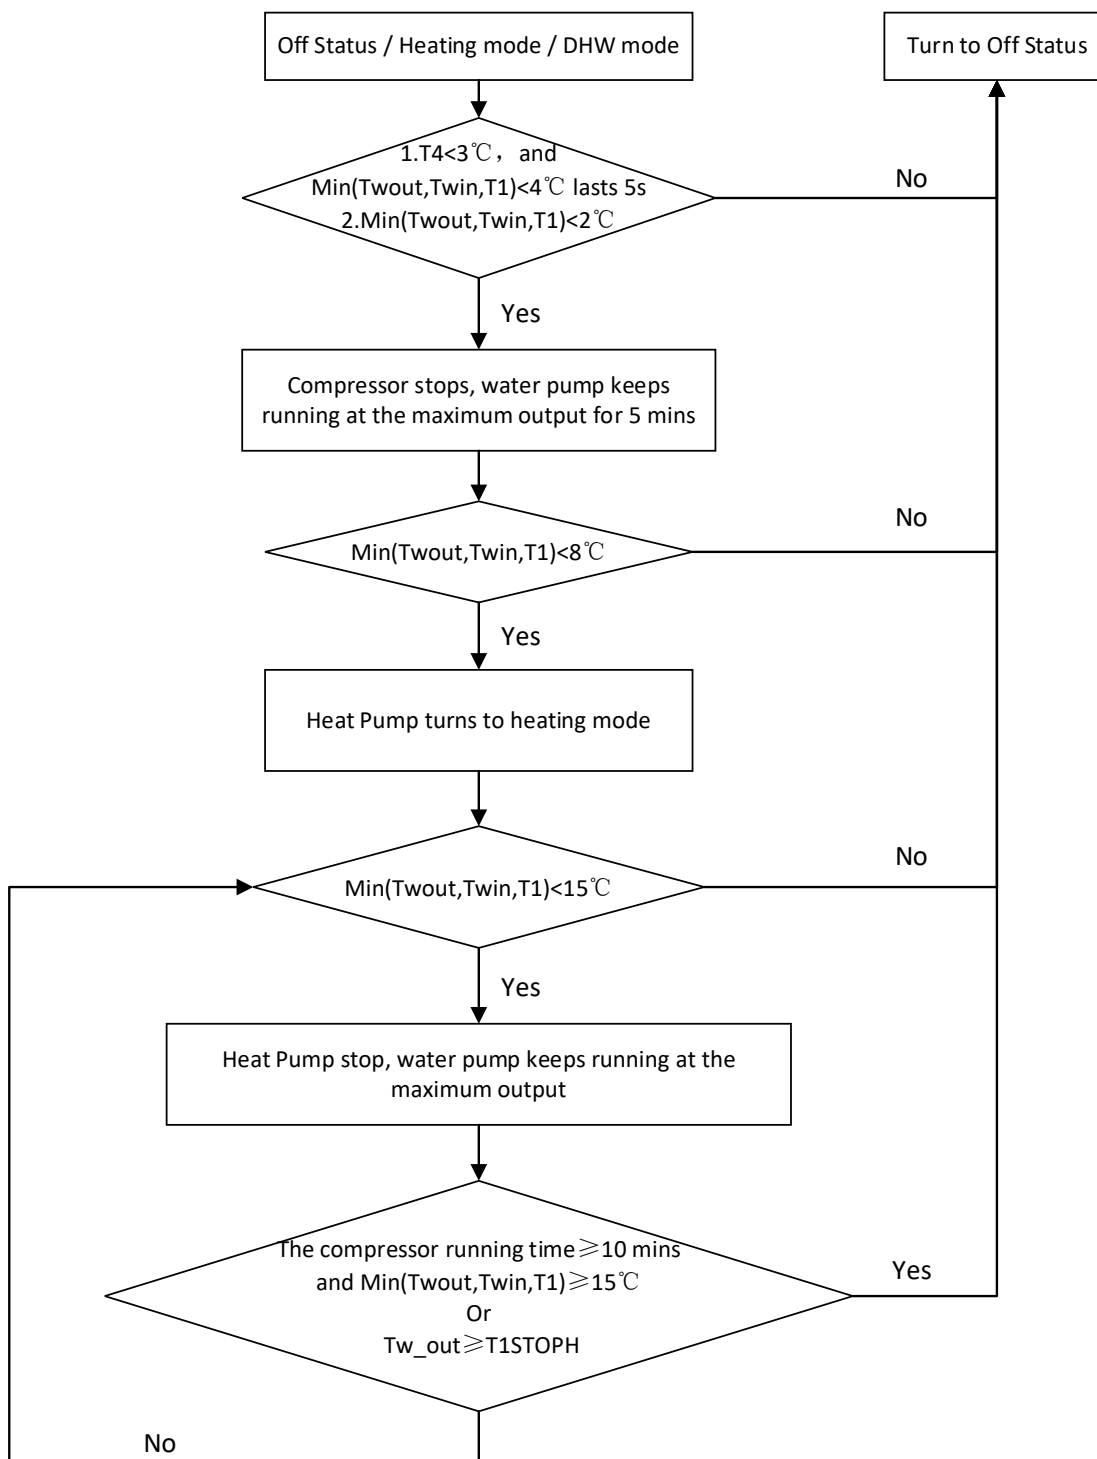 Off Status / Heating mode / DHW mode
Turn to Off Status
1.T4<3℃，and
Min(Twout,Twin,T1)<4℃ lasts 5s
2.Min(Twout,Twin,T1)<2℃
No
Yes
Compressor stops, water pump keeps
running at the maximum output for 5 mins
Min(Twout,Twin,T1)<8℃
No
Yes
Heat Pump turns to heating mode
Min(Twout,Twin,T1)<15℃
No
Yes
Heat Pump stop, water pump keeps running at the
maximum output
The compressor running time≥10 mins
and Min(Twout,Twin,T1)≥15℃
Or
Tw_out≥T1STOPH
Yes
No